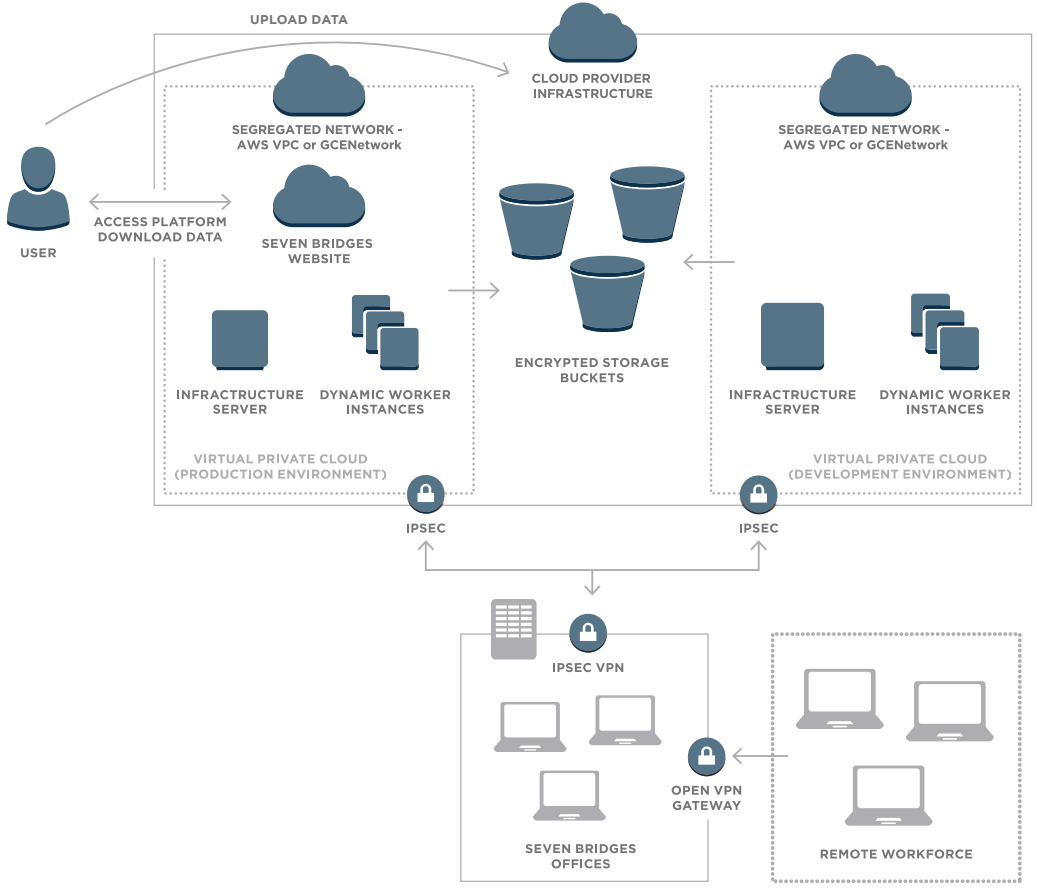 UPLOAD DATA
CLOUD PROVIDER
INFRASTRUCTURE
SEGREGATED NETWORK -
AWS VPC or GCENetwork
SEGREGATED NETWORK -
AWS VPC or GCENetwork
USER
ACCESS PLATFORM
DOWNLOAD DATA
SEVEN BRIDGES
WEBSITE
ENCRYPTED STORAGE
BUCKETS
INFRACTRUCTURE
SERVER
DYNAMIC WORKER
INSTANCES
INFRASTRUCTURE
SERVER
DYNAMIC WORKER
INSTANCES
VIRTUAL PRIVATE CLOUD
(PRODUCTION ENVIRONMENT)
VIRTUAL PRIVATE CLOUD
(DEVELOPMENT ENVIRONMENT)
IPSEC
IPSEC
IPSEC VPN
OPEN VPN
GATEWAY
SEVEN BRIDGES
OFFICES
REMOTE WORKFORCE